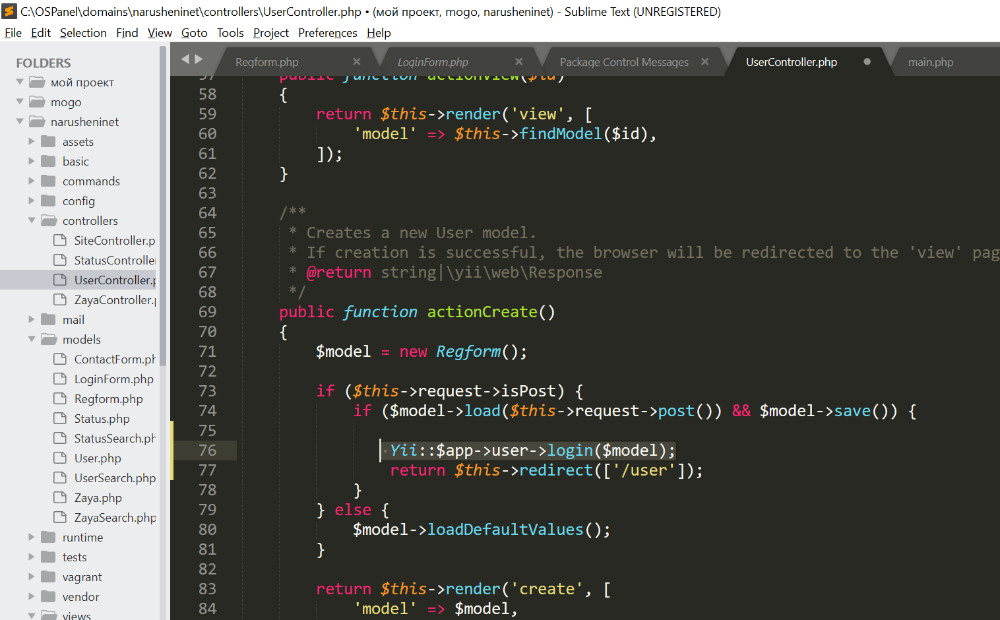 C:\OSPanel\domains\narusheninet\controllers\UserController.php • (мой проект, mogo, narusheninet) - Sublime Text (UNREGISTERED)
File Edit Selection Find View Goto Tools Project Preferences Help
Regform.php × LoginForm.php × Package Control Messages × UserController.php main.php
FOLDERS
мой проект
mogo
narusheninet
assets
basic
commands
config
controllers
SiteController.p
StatusController
UserController.p
ZayaController.p
mail
models
ContactForm.ph
LoginForm.php
Regform.php
Status.php
StatusSearch.ph
User.php
UserSearch.php
Zaya.php
ZayaSearch.php
runtime
tests
vagrant
vendor
views
57 public function actionView($id)
58 {
59 return $this->render('view', [
60 'model' => $this->findModel($id),
61 ]);
62 }
63
64 /**
65 * Creates a new User model.
66 * If creation is successful, the browser will be redirected to the 'view' pag
67 * @return string|\yii\web\Response
68 */
69 public function actionCreate()
70 {
71 $model = new Regform();
72
73 if ($this->request->isPost) {
74 if ($model->load($this->request->post()) && $model->save()) {
75
76 Yii::$app->user->login($model);
77 return $this->redirect(['/user']);
78 }
79 } else {
80 $model->loadDefaultValues();
81 }
82
83 return $this->render('create', [
84 'model' => $model,